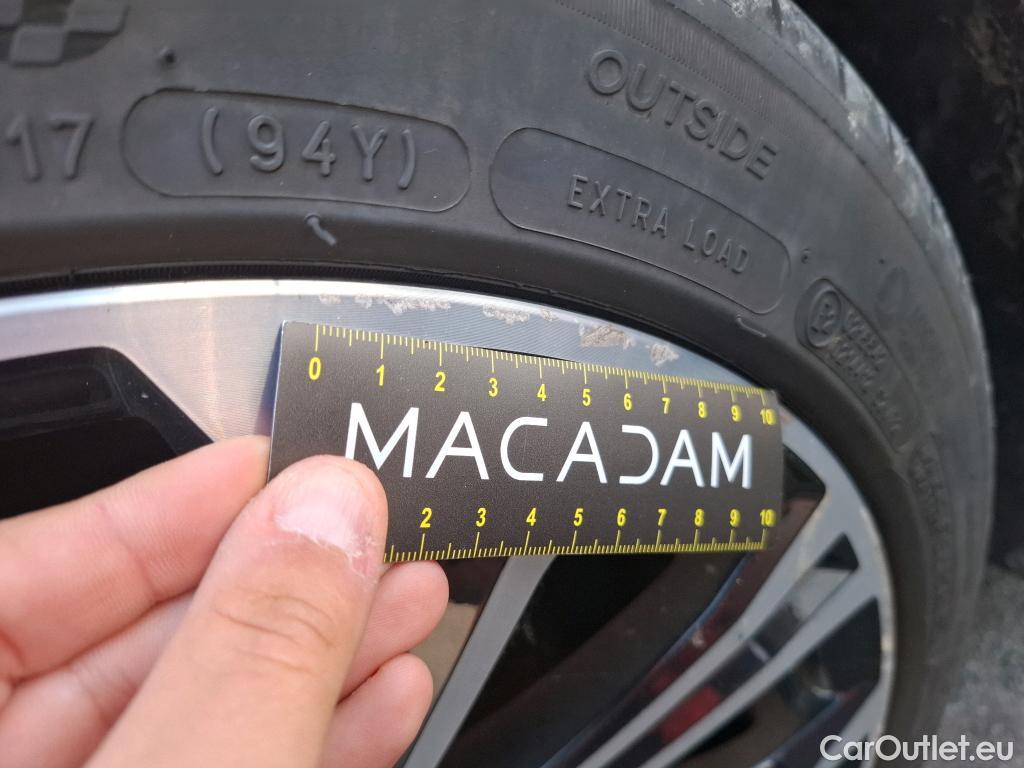 17 (94Y)
OUTSIDE
EXTRA LOAD
0 1 2 3 4 5 6 7 8 9 10
MACADAM
2 3 4 5 6 7 8 9 10
CarOutlet.eu